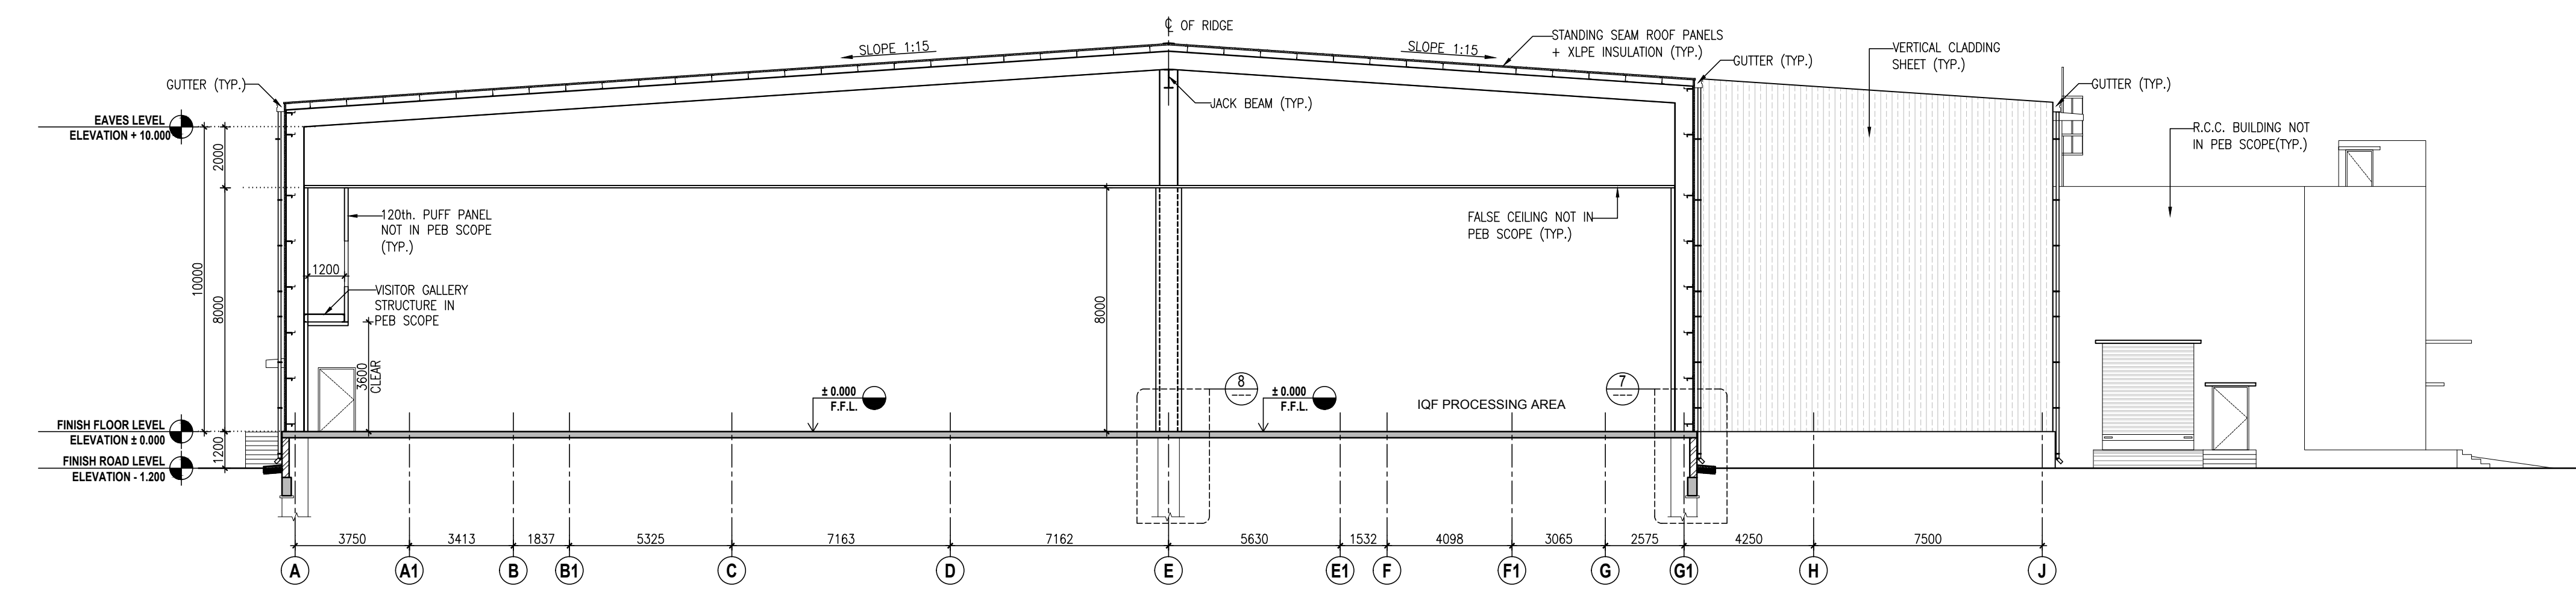 ℄ OF RIDGE
SLOPE 1:15
SLOPE 1:15
STANDING SEAM ROOF PANELS
+ XLPE INSULATION (TYP.)
VERTICAL CLADDING
SHEET (TYP.)
GUTTER (TYP.)
GUTTER (TYP.)
GUTTER (TYP.)
JACK BEAM (TYP.)
EAVES LEVEL
ELEVATION + 10.000
R.C.C. BUILDING NOT
IN PEB SCOPE(TYP.)
2000
10000
8000
120th. PUFF PANEL
NOT IN PEB SCOPE
(TYP.)
FALSE CEILING NOT IN
PEB SCOPE (TYP.)
1200
VISITOR GALLERY
STRUCTURE IN
PEB SCOPE
8000
3600
CLEAR
± 0.000
F.F.L.
8
± 0.000
F.F.L.
7
IQF PROCESSING AREA
FINISH FLOOR LEVEL
ELEVATION ± 0.000
1200
FINISH ROAD LEVEL
ELEVATION - 1.200
3750 3413 1837 5325 7163 7162 5630 1532 4098 3065 2575 4250 7500
A A1 B B1 C D E E1 F F1 G G1 H J